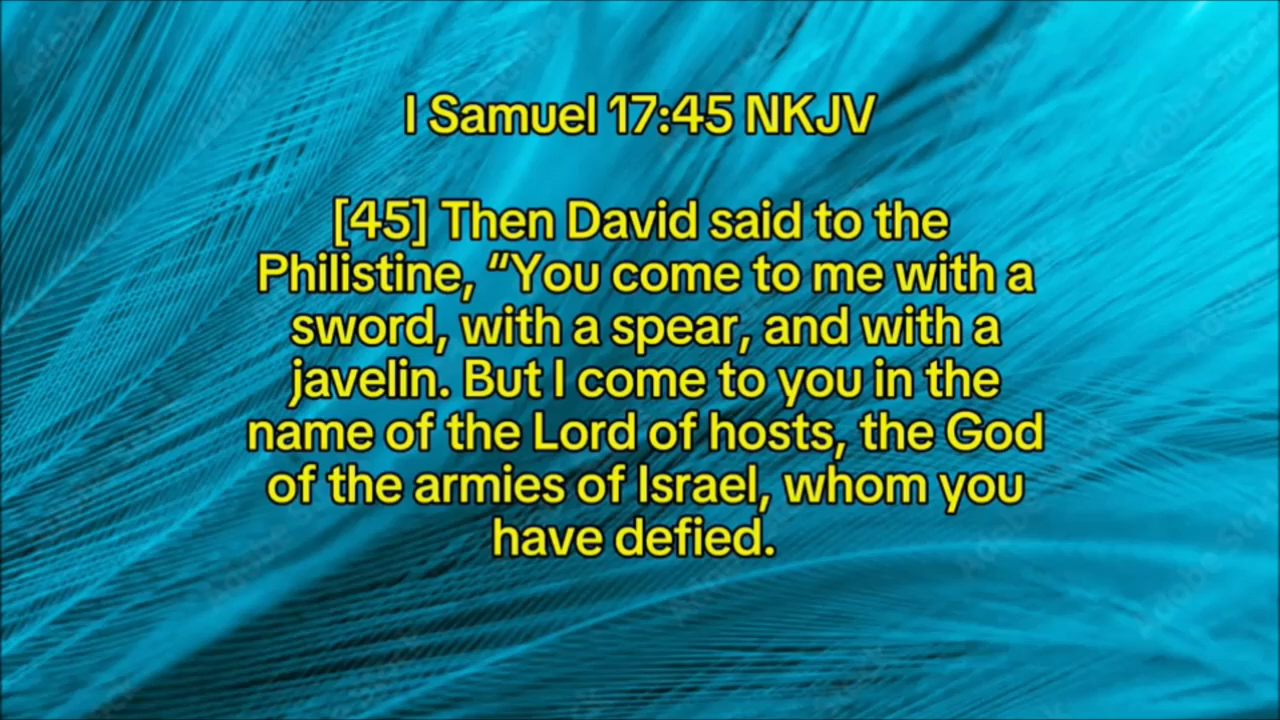 I Samuel 17:45 NKJV
[45] Then David said to the
Philistine, “You come to me with a
sword, with a spear, and with a
javelin. But I come to you in the
name of the Lord of hosts, the God
of the armies of Israel, whom you
have defied.
Adobe Stock